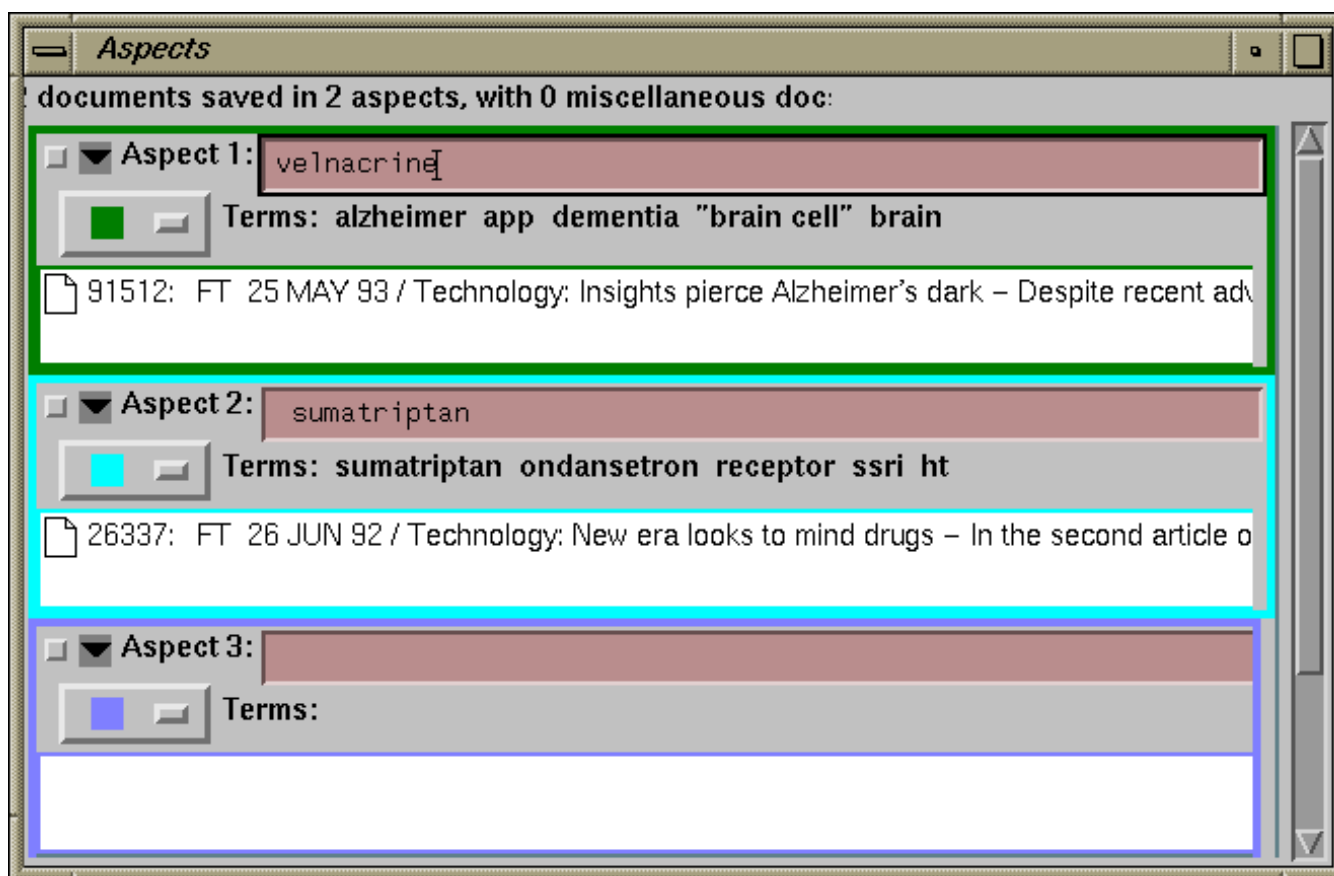 Aspects
documents saved in 2 aspects, with 0 miscellaneous doc
Aspect 1: velnacrine
Terms: alzheimer app dementia "brain cell" brain
91512: FT 25 MAY 93 / Technology: Insights pierce Alzheimer's dark – Despite recent adv
Aspect 2: sumatriptan
Terms: sumatriptan ondansetron receptor ssri ht
26337: FT 26 JUN 92 / Technology: New era looks to mind drugs – In the second article o
Aspect 3:
Terms: